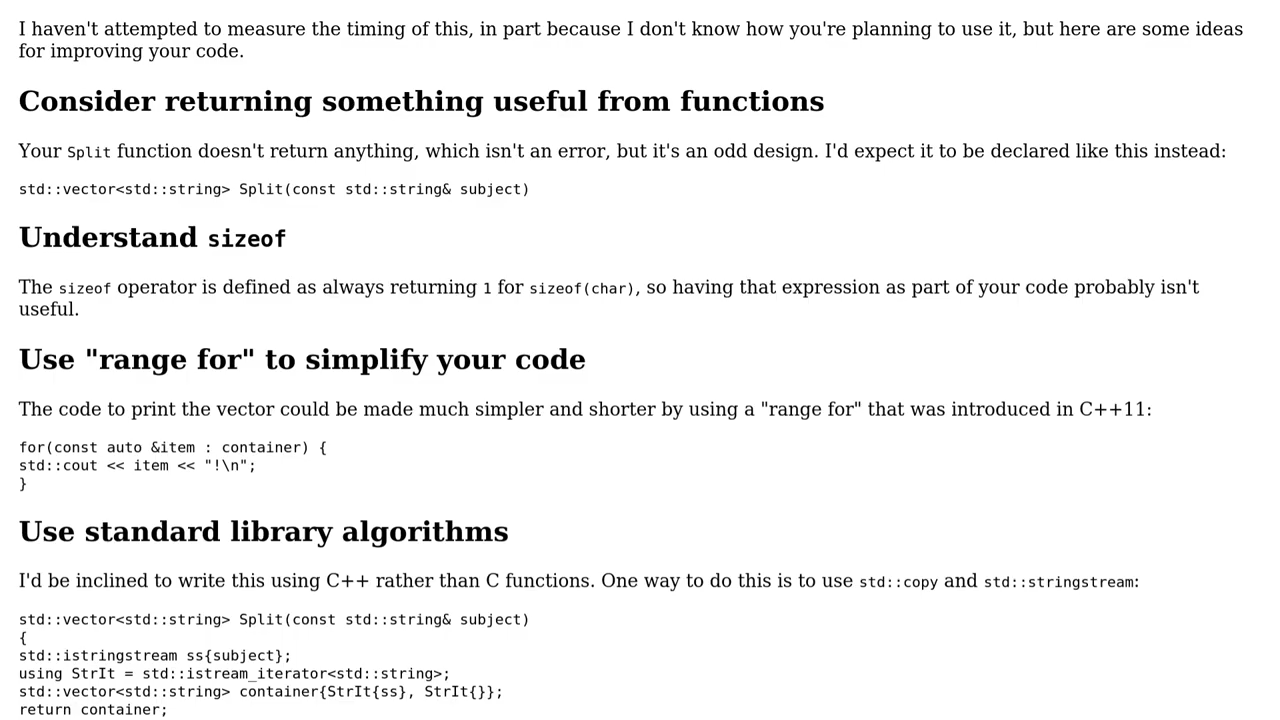 I haven't attempted to measure the timing of this, in part because I don't know how you're planning to use it, but here are some ideas
for improving your code.
Consider returning something useful from functions
Your Split function doesn't return anything, which isn't an error, but it's an odd design. I'd expect it to be declared like this instead:
std::vector<std::string> Split(const std::string& subject)
Understand sizeof
The sizeof operator is defined as always returning 1 for sizeof(char), so having that expression as part of your code probably isn't
useful.
Use "range for" to simplify your code
The code to print the vector could be made much simpler and shorter by using a "range for" that was introduced in C++11:
for(const auto &item : container) {
std::cout << item << "!\n";
}
Use standard library algorithms
I'd be inclined to write this using C++ rather than C functions. One way to do this is to use std::copy and std::stringstream:
std::vector<std::string> Split(const std::string& subject)
{
std::istringstream ss{subject};
using StrIt = std::istream_iterator<std::string>;
std::vector<std::string> container{StrIt{ss}, StrIt{}};
return container;